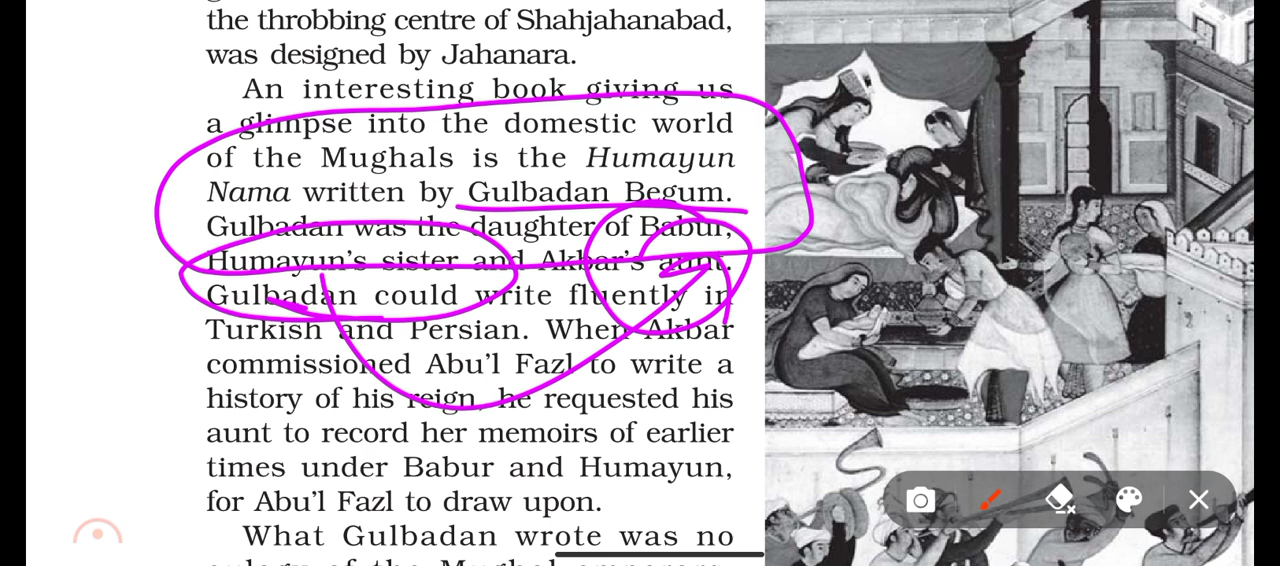 the throbbing centre of Shahjahanabad,
was designed by Jahanara.
An interesting book giving us
a glimpse into the domestic world
of the Mughals is the Humayun
Nama written by Gulbadan Begum.
Gulbadan was the daughter of Babur,
Humayun's sister and Akbar's aunt.
Gulbadan could write fluently in
Turkish and Persian. When Akbar
commissioned Abu'l Fazl to write a
history of his reign, he requested his
aunt to record her memoirs of earlier
times under Babur and Humayun,
for Abu'l Fazl to draw upon.
What Gulbadan wrote was no